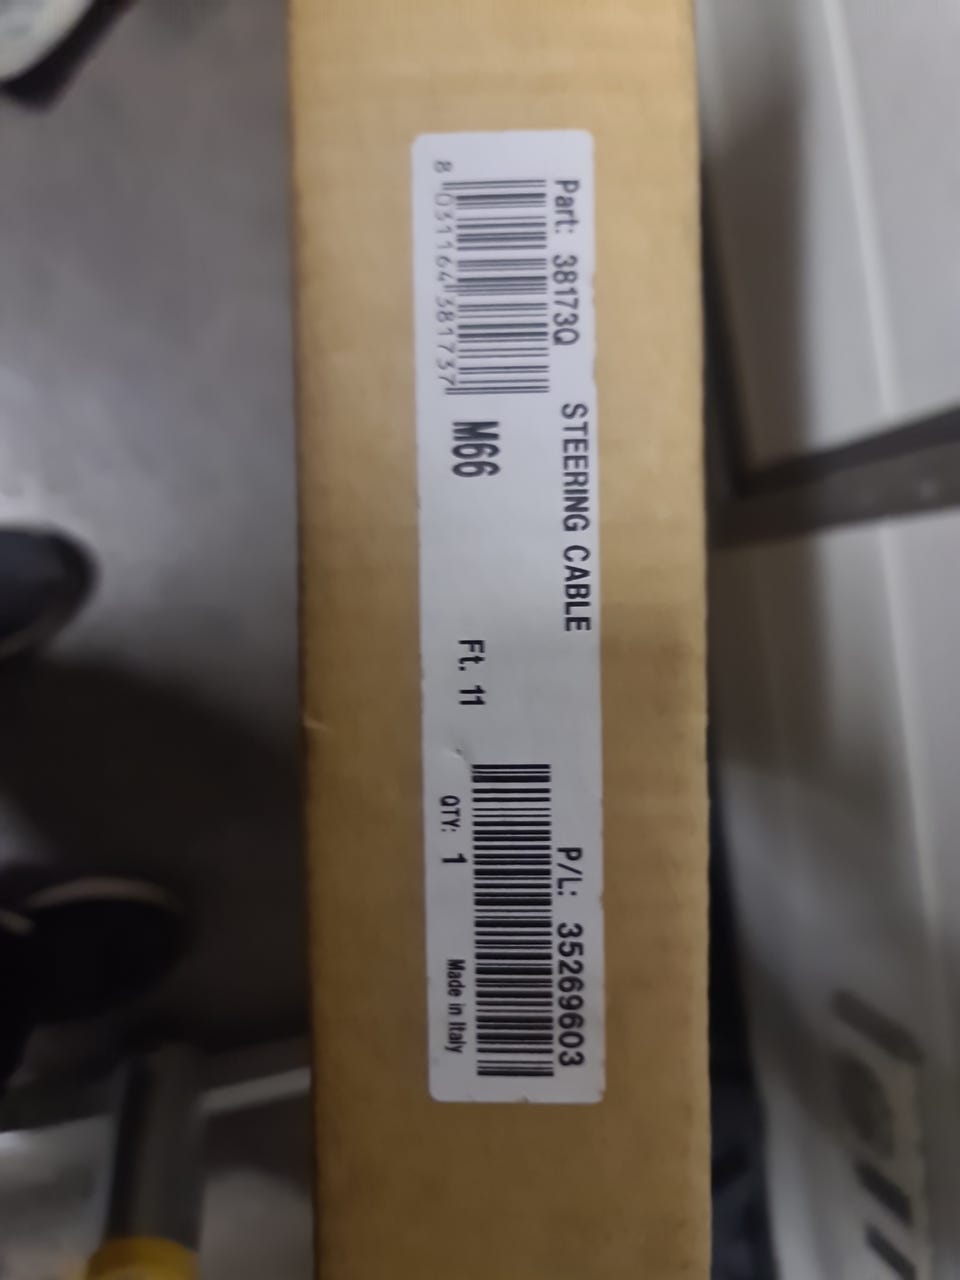 Part: 38173Q
STEERING CABLE
P/L: 35269603
8 031164 381737
M66
Ft. 11
QTY: 1
Made in Italy